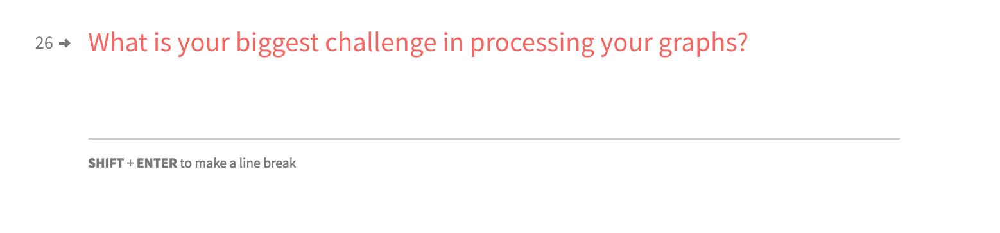 26 → What is your biggest challenge in processing your graphs?
SHIFT + ENTER to make a line break